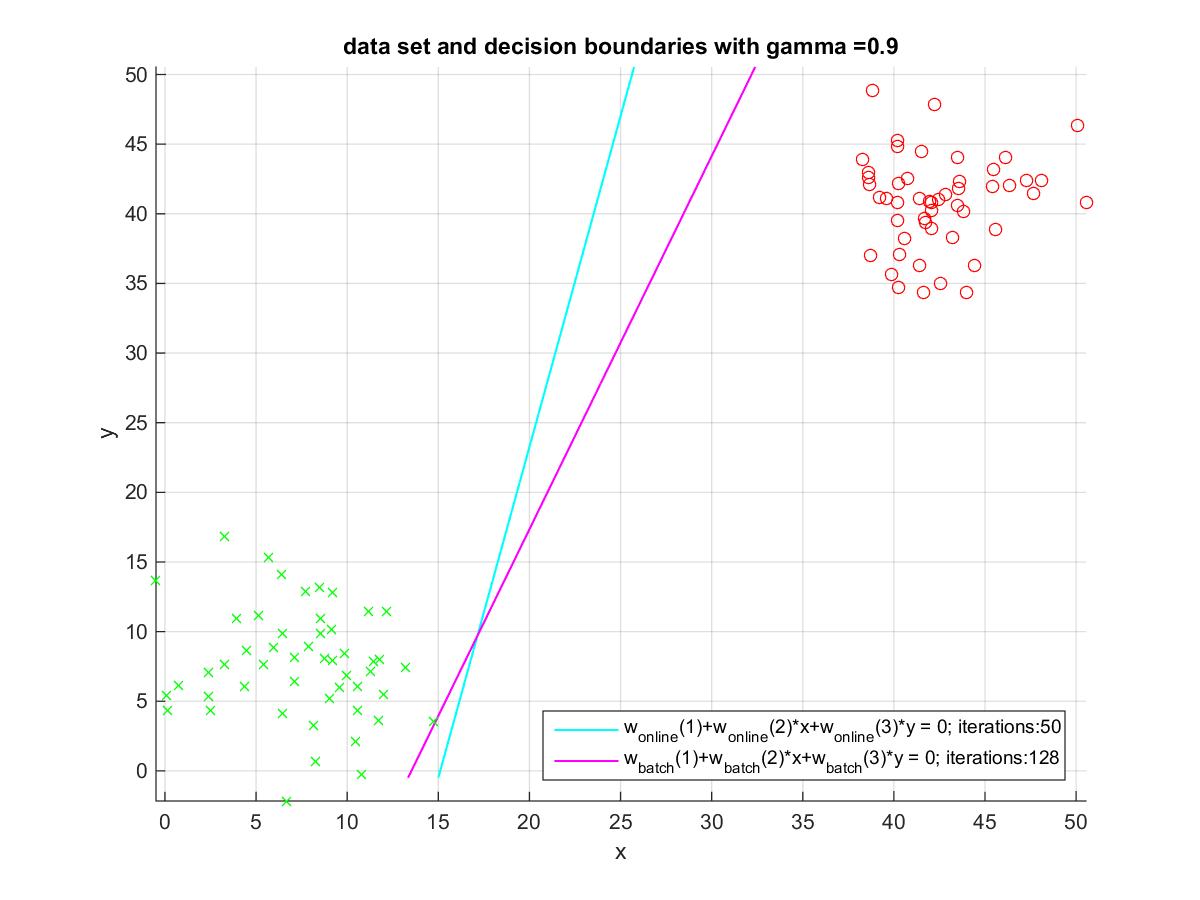 data set and decision boundaries with gamma =0.9
50
45
40
35
30
25
20
15
10
5
0
y
w_online(1)+w_online(2)*x+w_online(3)*y = 0; iterations:50
w_batch(1)+w_batch(2)*x+w_batch(3)*y = 0; iterations:128
0 5 10 15 20 25 30 35 40 45 50
x